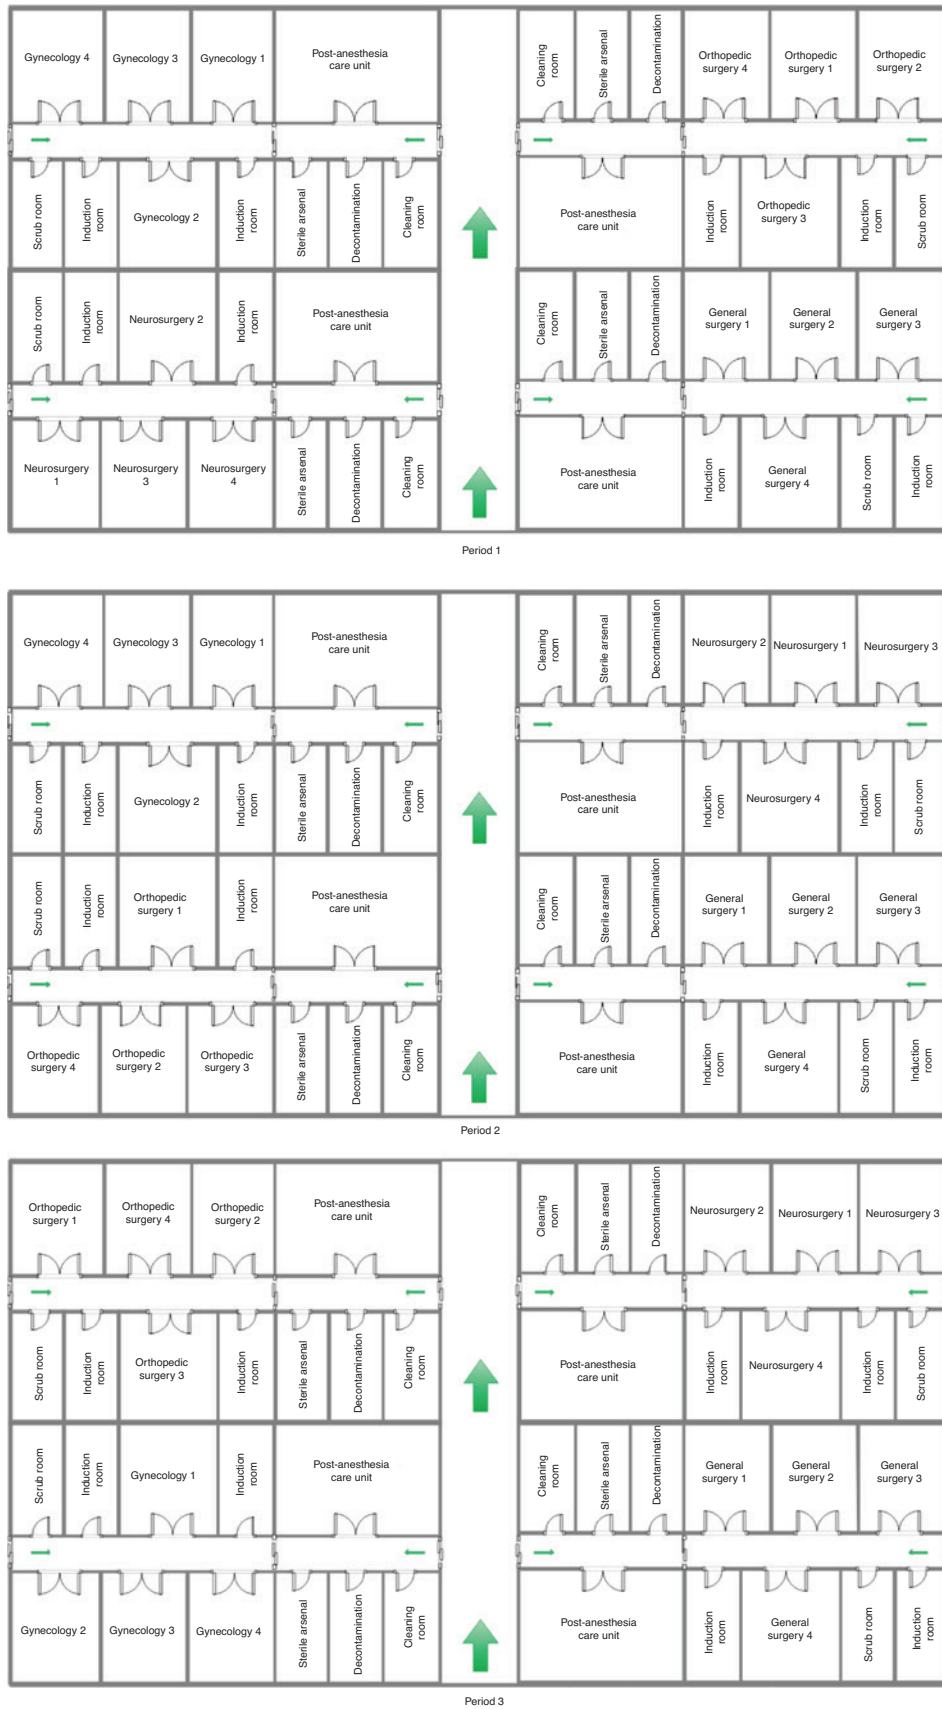 Gynecology 4
Gynecology 3
Gynecology 1
Post-anesthesia
care unit
Cleaning
room
Sterile arsenal
Decontamination
Orthopedic
surgery 4
Orthopedic
surgery 1
Orthopedic
surgery 2
Scrub room
Induction
room
Gynecology 2
Induction
room
Sterile arsenal
Decontamination
Cleaning
room
Post-anesthesia
care unit
Induction
room
Orthopedic
surgery 3
Induction
room
Scrub room
Scrub room
Induction
room
Neurosurgery 2
Induction
room
Post-anesthesia
care unit
Cleaning
room
Sterile arsenal
Decontamination
General
surgery 1
General
surgery 2
General
surgery 3
Neurosurgery
1
Neurosurgery
3
Neurosurgery
4
Sterile arsenal
Decontamination
Cleaning
room
Post-anesthesia
care unit
Induction
room
General
surgery 4
Scrub room
Induction
room
Period 1
Gynecology 4
Gynecology 3
Gynecology 1
Post-anesthesia
care unit
Cleaning
room
Sterile arsenal
Decontamination
Neurosurgery 2
Neurosurgery 1
Neurosurgery 3
Scrub room
Induction
room
Gynecology 2
Induction
room
Sterile arsenal
Decontamination
Cleaning
room
Post-anesthesia
care unit
Induction
room
Neurosurgery 4
Induction
room
Scrub room
Scrub room
Induction
room
Orthopedic
surgery 1
Induction
room
Post-anesthesia
care unit
Cleaning
room
Sterile arsenal
Decontamination
General
surgery 1
General
surgery 2
General
surgery 3
Orthopedic
surgery 4
Orthopedic
surgery 2
Orthopedic
surgery 3
Sterile arsenal
Decontamination
Cleaning
room
Post-anesthesia
care unit
Induction
room
General
surgery 4
Scrub room
Induction
room
Period 2
Orthopedic
surgery 1
Orthopedic
surgery 4
Orthopedic
surgery 2
Post-anesthesia
care unit
Cleaning
room
Sterile arsenal
Decontamination
Neurosurgery 2
Neurosurgery 1
Neurosurgery 3
Scrub room
Induction
room
Orthopedic
surgery 3
Induction
room
Sterile arsenal
Decontamination
Cleaning
room
Post-anesthesia
care unit
Induction
room
Neurosurgery 4
Induction
room
Scrub room
Scrub room
Induction
room
Gynecology 1
Induction
room
Post-anesthesia
care unit
Cleaning
room
Sterile arsenal
Decontamination
General
surgery 1
General
surgery 2
General
surgery 3
Gynecology 2
Gynecology 3
Gynecology 4
Sterile arsenal
Decontamination
Cleaning
room
Post-anesthesia
care unit
Induction
room
General
surgery 4
Scrub room
Induction
room
Period 3